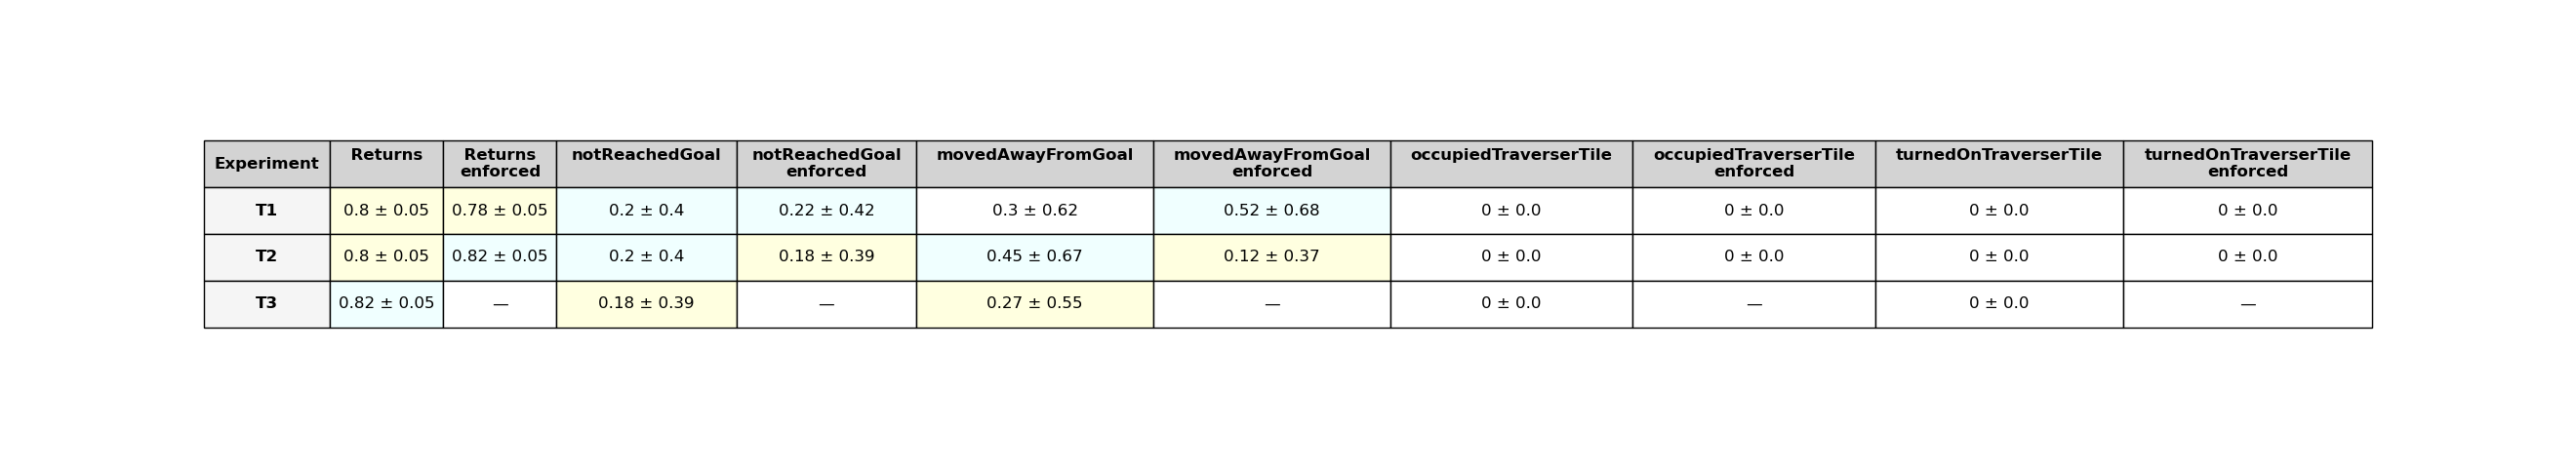 Experiment Returns Returns enforced notReachedGoal notReachedGoal enforced movedAwayFromGoal movedAwayFromGoal enforced occupiedTraverserTile occupiedTraverserTile enforced turnedOnTraverserTile turnedOnTraverserTile enforced
T1 0.8 ± 0.05 0.78 ± 0.05 0.2 ± 0.4 0.22 ± 0.42 0.3 ± 0.62 0.52 ± 0.68 0 ± 0.0 0 ± 0.0 0 ± 0.0 0 ± 0.0
T2 0.8 ± 0.05 0.82 ± 0.05 0.2 ± 0.4 0.18 ± 0.39 0.45 ± 0.67 0.12 ± 0.37 0 ± 0.0 0 ± 0.0 0 ± 0.0 0 ± 0.0
T3 0.82 ± 0.05 — 0.18 ± 0.39 — 0.27 ± 0.55 — 0 ± 0.0 — 0 ± 0.0 —